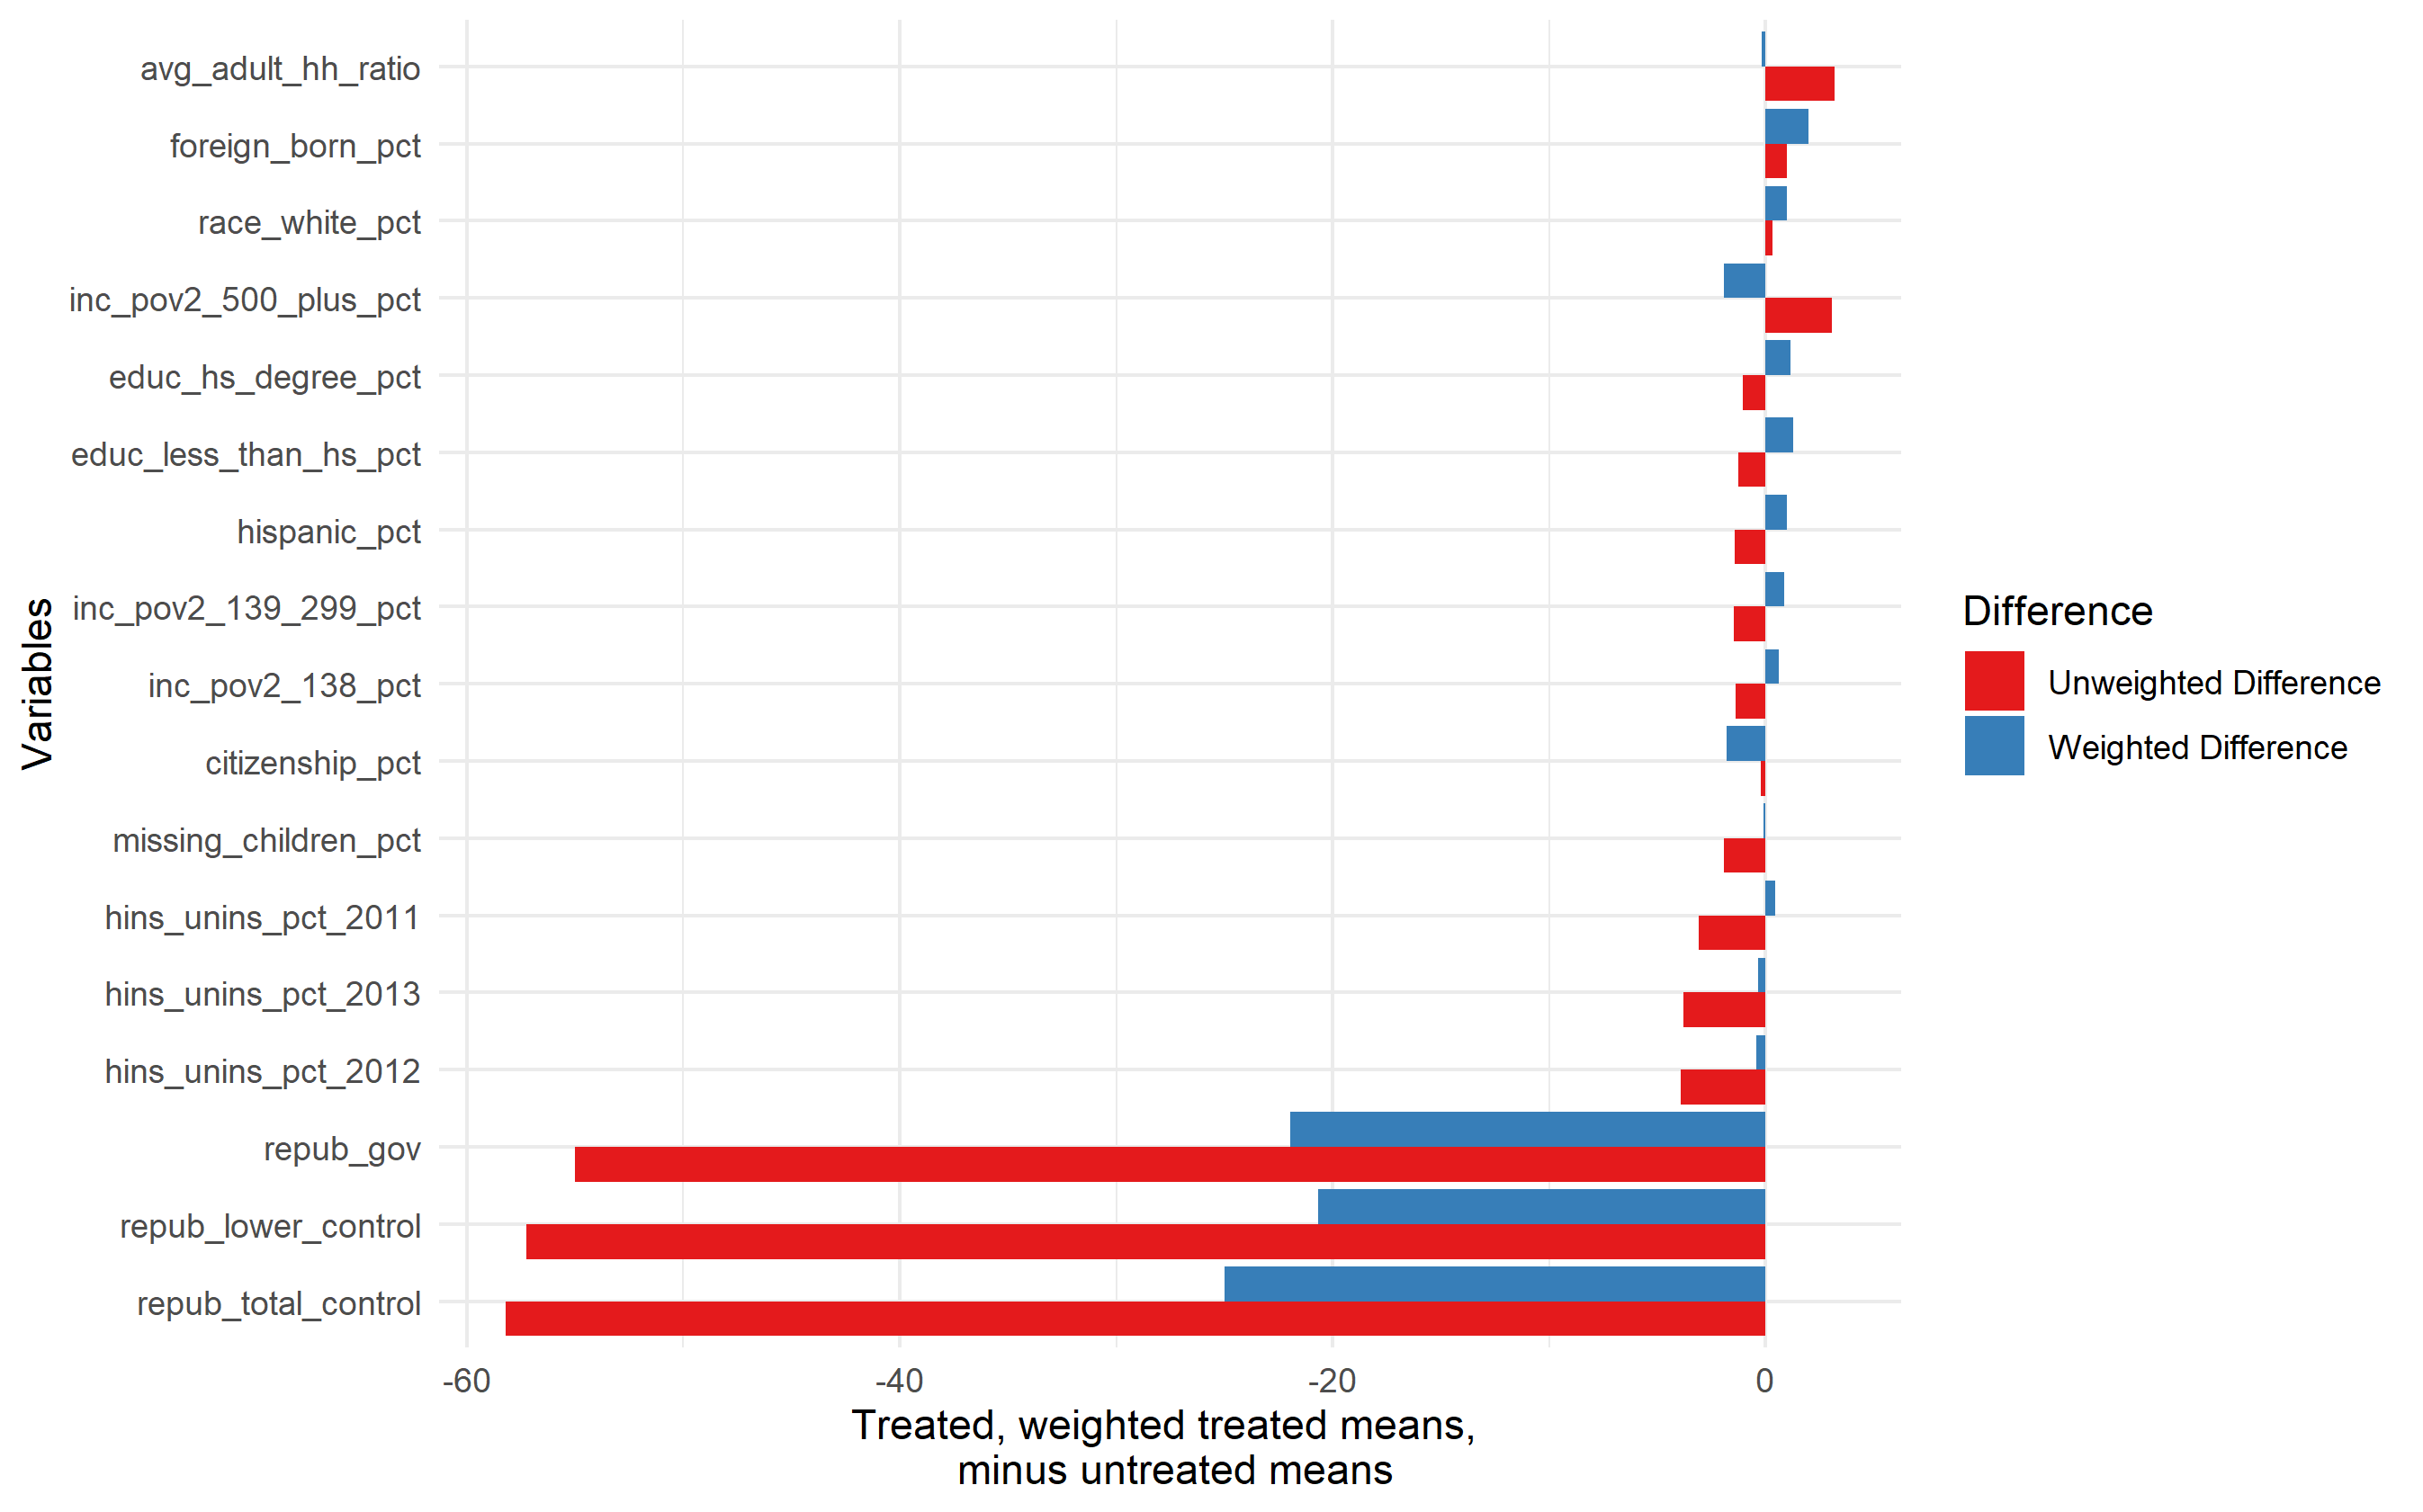 avg_adult_hh_ratio
foreign_born_pct
race_white_pct
inc_pov2_500_plus_pct
educ_hs_degree_pct
educ_less_than_hs_pct
hispanic_pct
inc_pov2_139_299_pct
inc_pov2_138_pct
citizenship_pct
missing_children_pct
hins_unins_pct_2011
hins_unins_pct_2013
hins_unins_pct_2012
repub_gov
repub_lower_control
repub_total_control
Variables
-60
-40
-20
0
Treated, weighted treated means,
minus untreated means
Difference
Unweighted Difference
Weighted Difference